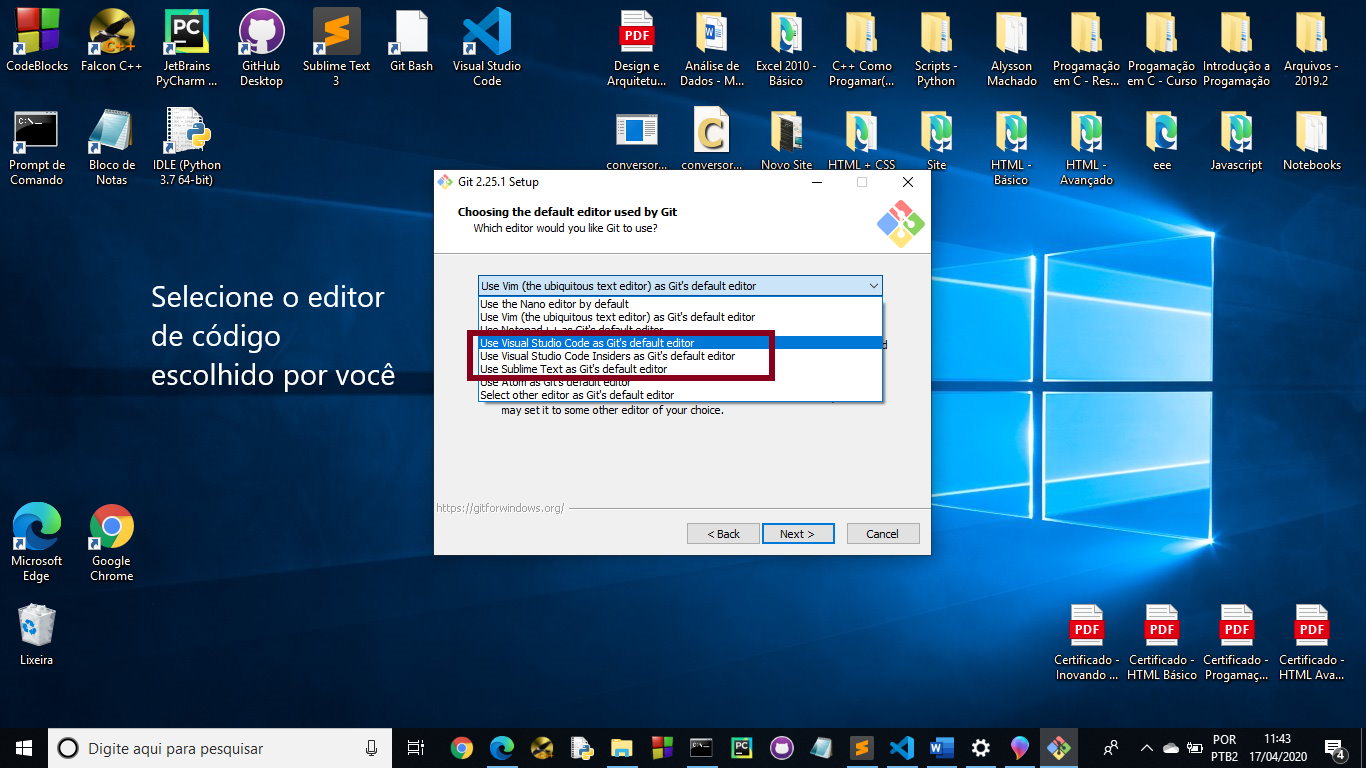 CodeBlocks
Falcon C++
JetBrains
PyCharm ...
GitHub
Desktop
Sublime Text
3
Git Bash
Visual Studio
Code
PDF
Design e
Arquitetu...
Análise de
Dados - M...
Excel 2010 -
Básico
C++ Como
Progamar(...
Scripts -
Python
Alysson
Machado
Progamação
em C - Res...
Progamação
em C - Curso
Introdução a
Progamação
Arquivos -
2019.2
Prompt de
Comando
Bloco de
Notas
IDLE (Python
3.7 64-bit)
conversor...
conversor...
Novo Site
HTML + CSS
Site
HTML -
Básico
HTML -
Avançado
eee
Javascript
Notebooks
Git 2.25.1 Setup
Choosing the default editor used by Git
Which editor would you like Git to use?
Use Vim (the ubiquitous text editor) as Git's default editor
Use the Nano editor by default
Use Vim (the ubiquitous text editor) as Git's default editor
Use Notepad++ as Git's default editor
Use Visual Studio Code as Git's default editor
Use Visual Studio Code Insiders as Git's default editor
Use Sublime Text as Git's default editor
Use Atom as Git's default editor
Select other editor as Git's default editor
may set it to some other editor of your choice.
https://gitforwindows.org/
< Back
Next >
Cancel
Selecione o editor
de código
escolhido por você
Microsoft
Edge
Google
Chrome
Lixeira
PDF
Certificado -
Inovando ...
PDF
Certificado -
HTML Básico
PDF
Certificado -
Progamaç...
PDF
Certificado -
HTML Ava...
Digite aqui para pesquisar
POR
PTB2
11:43
17/04/2020
4